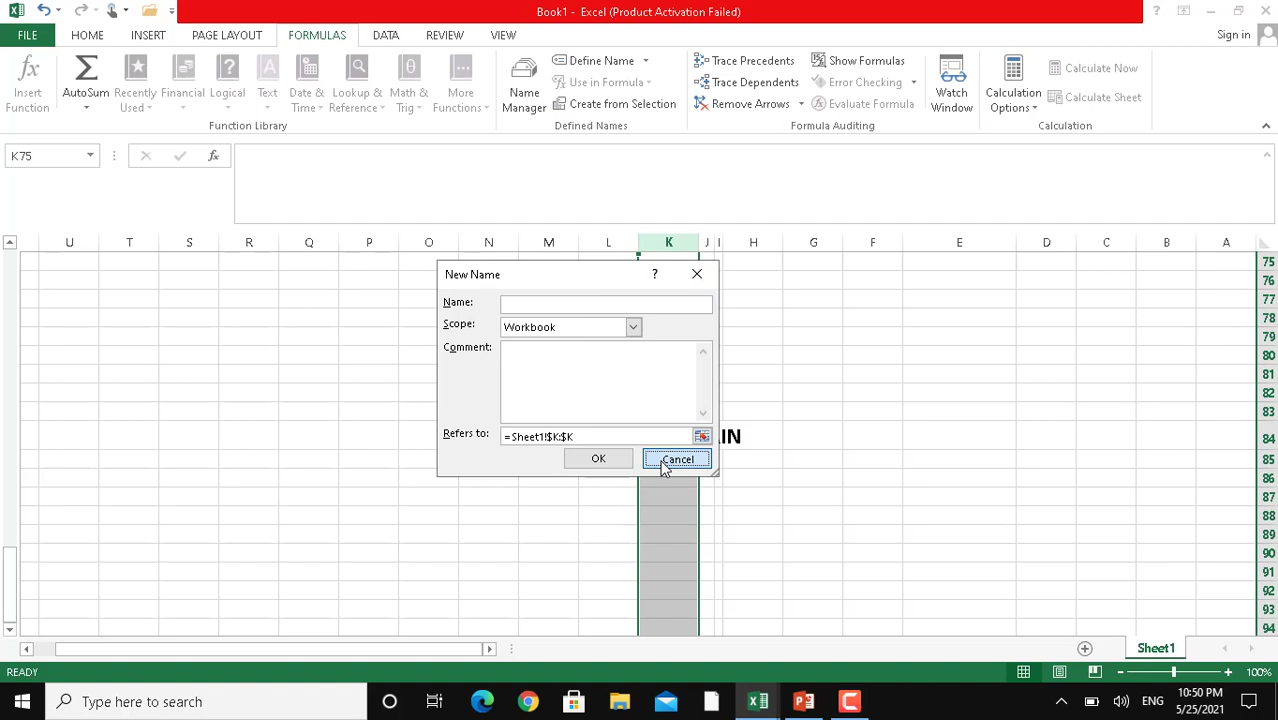 Book1 - Excel (Product Activation Failed)
?
FILE HOME INSERT PAGE LAYOUT FORMULAS DATA REVIEW VIEW Sign in
Insert Function
AutoSum
Recently Used
Financial
Logical
Text
Date & Time
Lookup & Reference
Math & Trig
More Functions
Function Library
Name Manager
Define Name
Use in Formula
Create from Selection
Defined Names
Trace Precedents
Trace Dependents
Remove Arrows
Show Formulas
Error Checking
Evaluate Formula
Formula Auditing
Watch Window
Calculation Options
Calculate Now
Calculate Sheet
Calculation
K75 fx
U T S R Q P O N M L K J I H G F E D C B A
75
76
77
78
79
80
81
82
83
84
85
86
87
88
89
90
91
92
93
94
New Name ?
Name:
Scope: Workbook
Comment:
Refers to: =Sheet1!$K:$K
OK Cancel
IN
Sheet1
READY 100%
Type here to search
ENG
10:50 PM
5/25/2021